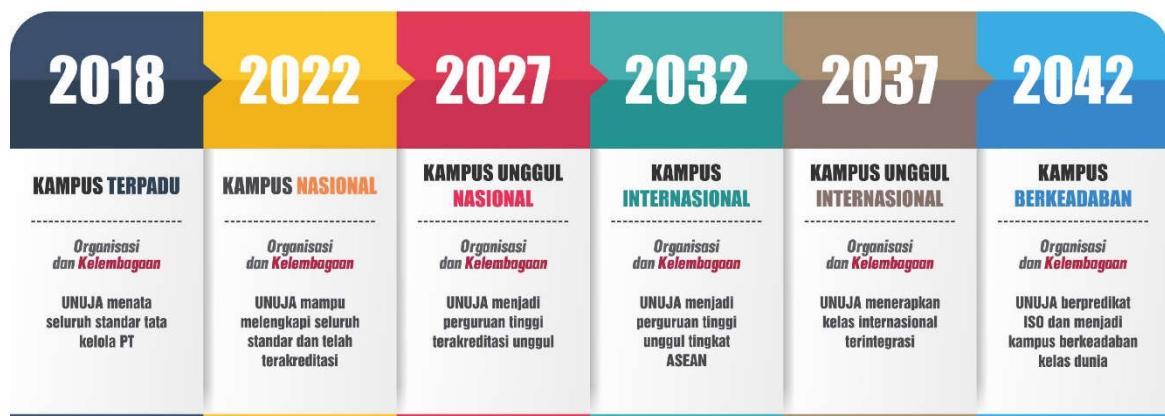 2018
2022
2027
2032
2037
2042
KAMPUS TERPADU
Organisasi
dan Kelembagaan
UNUJA menata
seluruh standar tata
kelola PT
KAMPUS NASIONAL
Organisasi
dan Kelembagaan
UNUJA mampu
melengkapi seluruh
standar dan telah
terakreditasi
KAMPUS UNGGUL
NASIONAL
Organisasi
dan Kelembagaan
UNUJA menjadi
perguruan tinggi
terakreditasi unggul
KAMPUS
INTERNASIONAL
Organisasi
dan Kelembagaan
UNUJA menjadi
perguruan tinggi
unggul tingkat
ASEAN
KAMPUS UNGGUL
INTERNASIONAL
Organisasi
dan Kelembagaan
UNUJA menerapkan
kelas internasional
terintegrasi
KAMPUS
BERKEADABAN
Organisasi
dan Kelembagaan
UNUJA berpredikat
ISO dan menjadi
kampus berkeadaban
kelas dunia